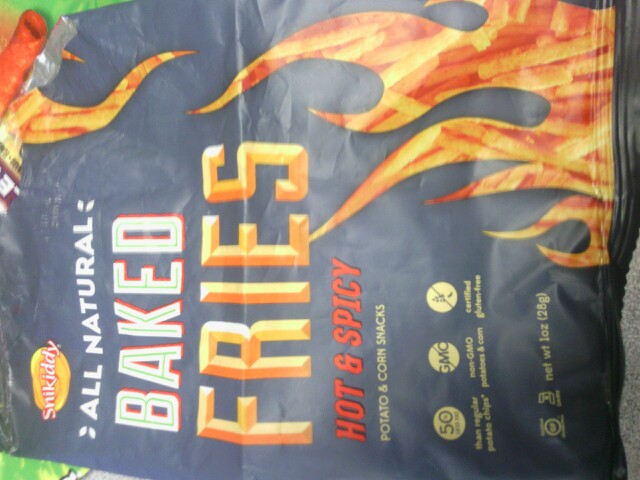 Snikiddy
ALL NATURAL
BAKED
FRIES
HOT & SPICY
POTATO & CORN SNACKS
50
than regular
potato chips*
GMO
non-GMO
potatoes & corn
certified
gluten-free
net wt 1oz (28g)